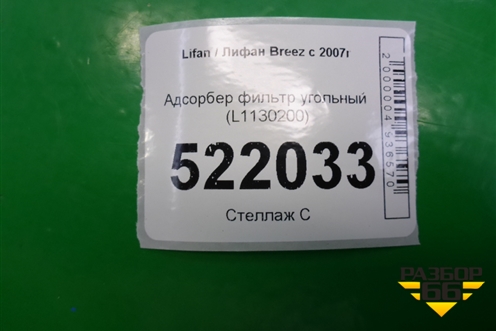 Lifan / Лифан Breez с 2007г
Адсорбер фильтр угольный
(L1130200)
522033
Стеллаж С
2000004938570
РАЗБОР
66